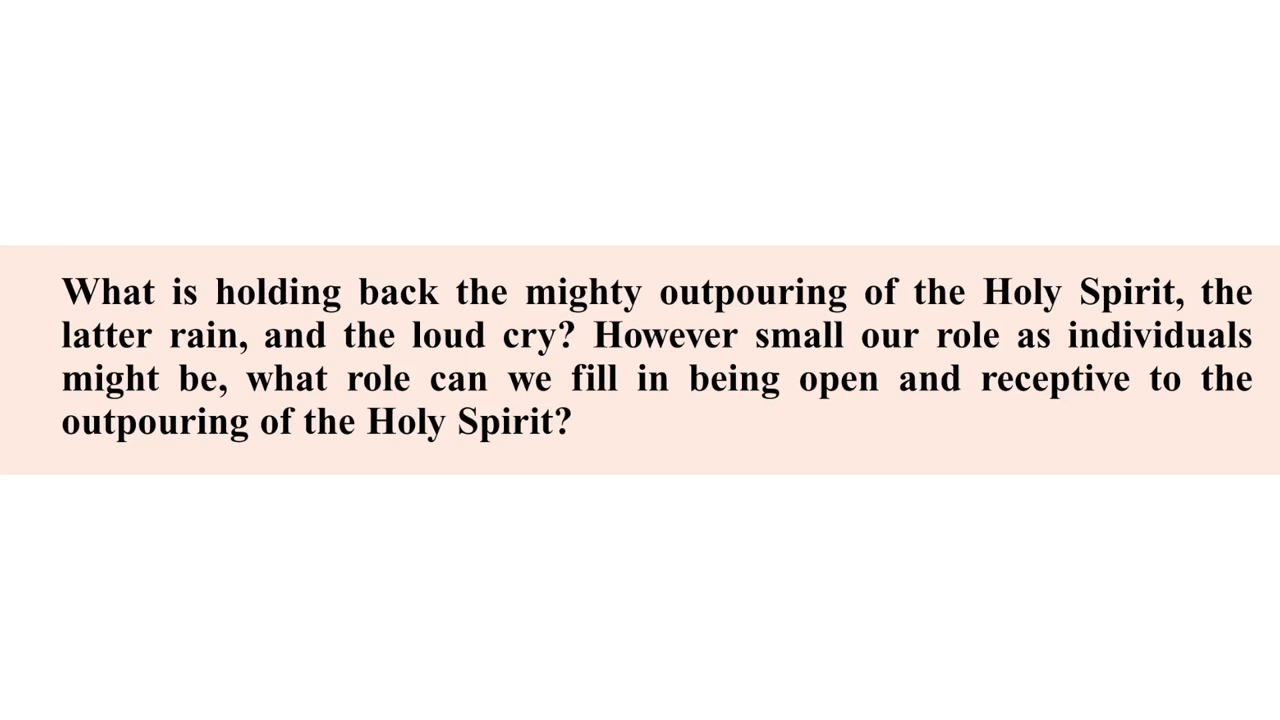 What is holding back the mighty outpouring of the Holy Spirit, the
latter rain, and the loud cry? However small our role as individuals
might be, what role can we fill in being open and receptive to the
outpouring of the Holy Spirit?